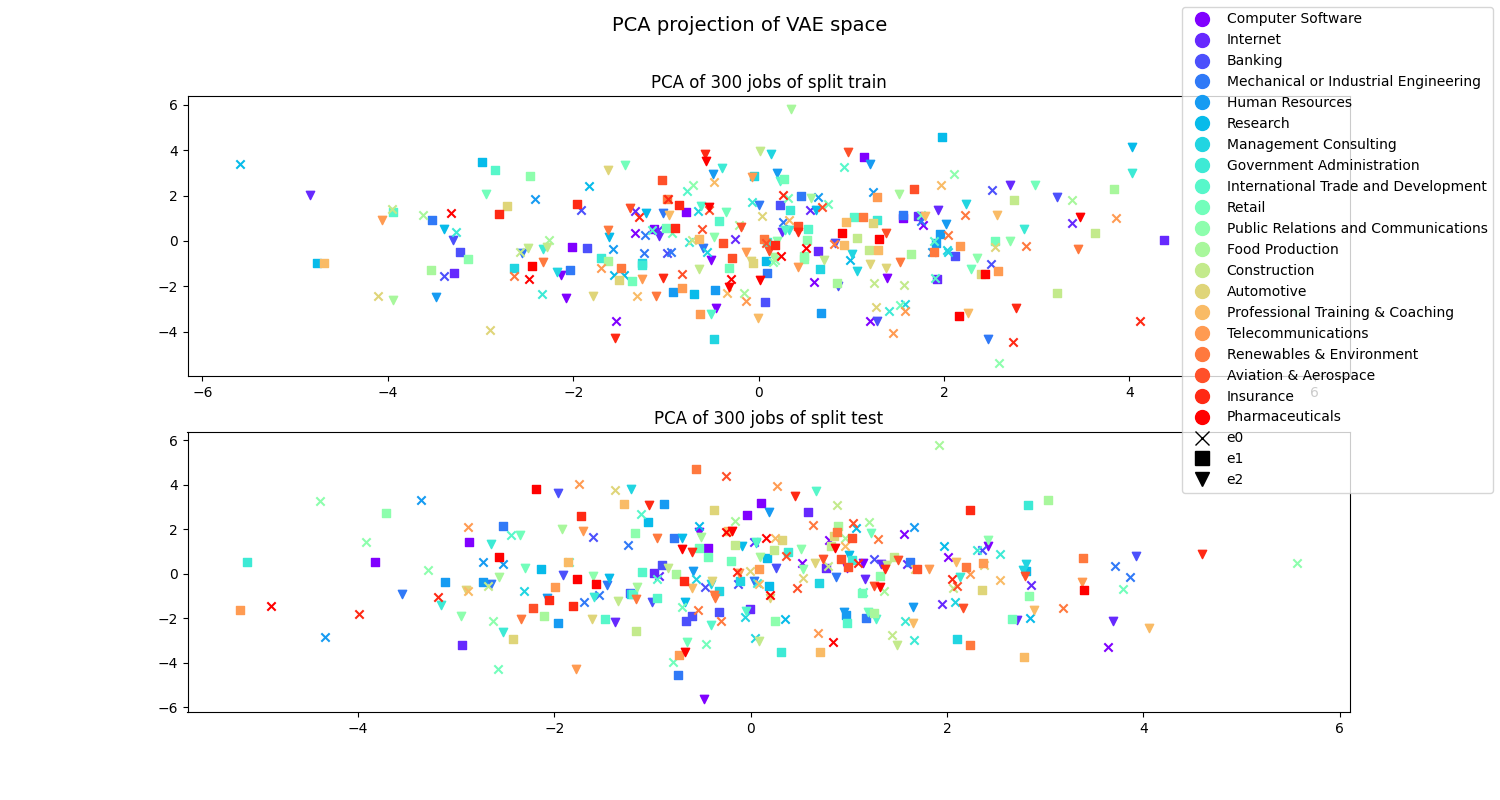 PCA projection of VAE space
PCA of 300 jobs of split train
6
4
2
0
−2
−4
−6
−4
−2
0
2
4
6
PCA of 300 jobs of split test
6
4
2
0
−2
−4
−6
−4
−2
0
2
4
6
Computer Software
Internet
Banking
Mechanical or Industrial Engineering
Human Resources
Research
Management Consulting
Government Administration
International Trade and Development
Retail
Public Relations and Communications
Food Production
Construction
Automotive
Professional Training & Coaching
Telecommunications
Renewables & Environment
Aviation & Aerospace
Insurance
Pharmaceuticals
e0
e1
e2